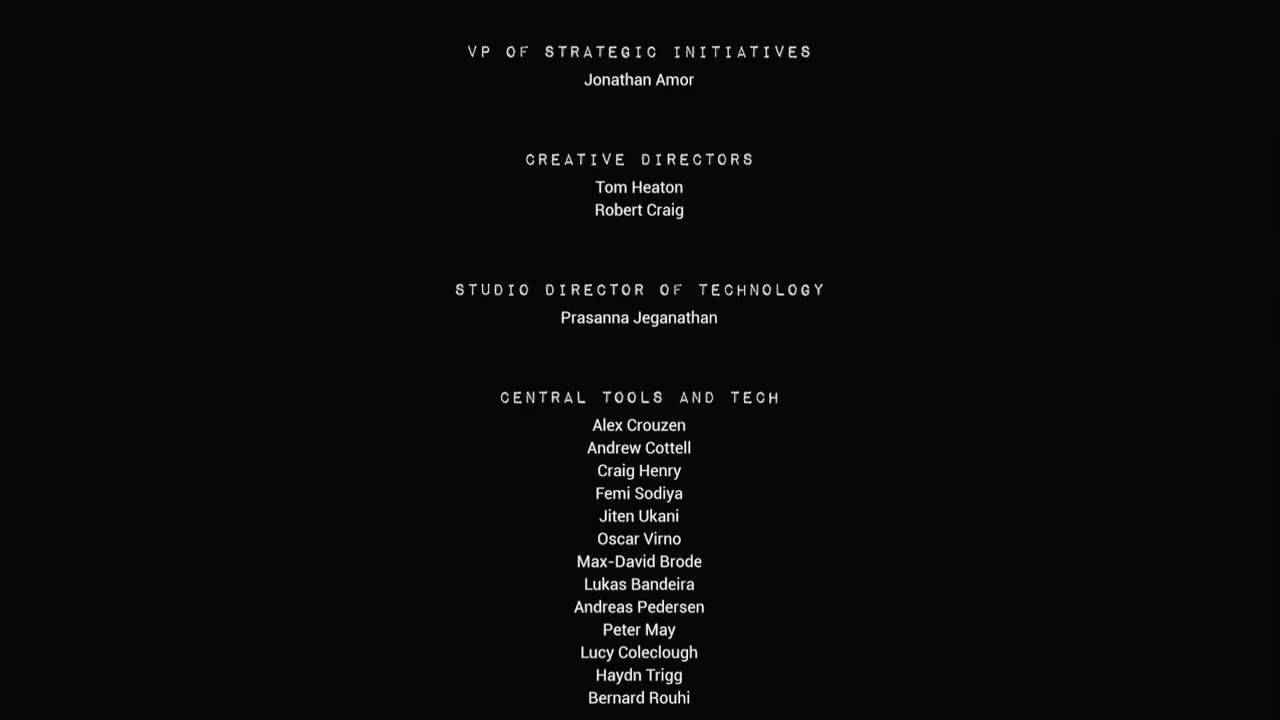 VP OF STRATEGIC INITIATIVES
Jonathan Amor
CREATIVE DIRECTORS
Tom Heaton
Robert Craig
STUDIO DIRECTOR OF TECHNOLOGY
Prasanna Jeganathan
CENTRAL TOOLS AND TECH
Alex Crouzen
Andrew Cottell
Craig Henry
Femi Sodiya
Jiten Ukani
Oscar Virno
Max-David Brode
Lukas Bandeira
Andreas Pedersen
Peter May
Lucy Coleclough
Haydn Trigg
Bernard Rouhi